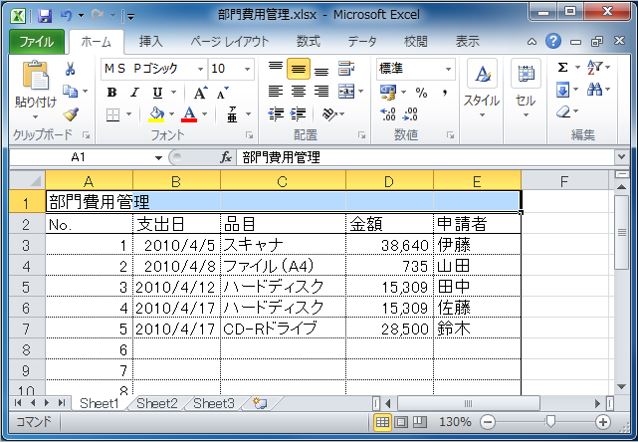 部門費用管理.xlsx - Microsoft Excel
ファイル ホーム 挿入 ページ レイアウト 数式 データ 校閲 表示
貼り付け
クリップボード
ＭＳ Ｐゴシック 10
B I U A A
A 亜
フォント
配置
標準
% ,
数値
スタイル
セル
Σ
編集
A1 fx 部門費用管理
A B C D E F
1 部門費用管理
2 No. 支出日 品目 金額 申請者
3 1 2010/4/5 スキャナ 38,640 伊藤
4 2 2010/4/8 ファイル（A4） 735 山田
5 3 2010/4/12 ハードディスク 15,309 田中
6 4 2010/4/17 ハードディスク 15,309 佐藤
7 5 2010/4/17 CD-Rドライブ 28,500 鈴木
8 6
9 7
10 8
Sheet1 Sheet2 Sheet3
コマンド 130%